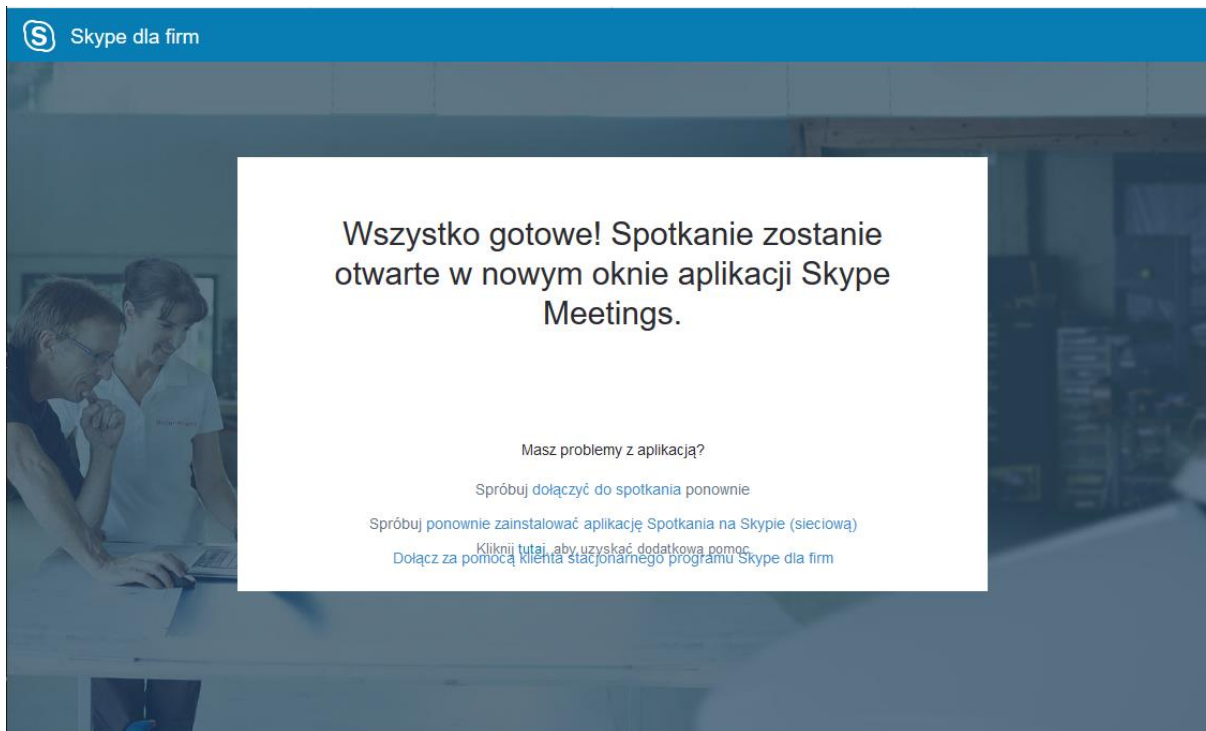 Skype dla firm
Wszystko gotowe! Spotkanie zostanie
otwarte w nowym oknie aplikacji Skype
Meetings.
Masz problemy z aplikacją?
Spróbuj dołączyć do spotkania ponownie
Spróbuj ponownie zainstalować aplikację Spotkania na Skypie (sieciową)
Kliknij tutaj, aby uzyskać dodatkową pomoc.
Dołącz za pomocą klienta stacjonarnego programu Skype dla firm